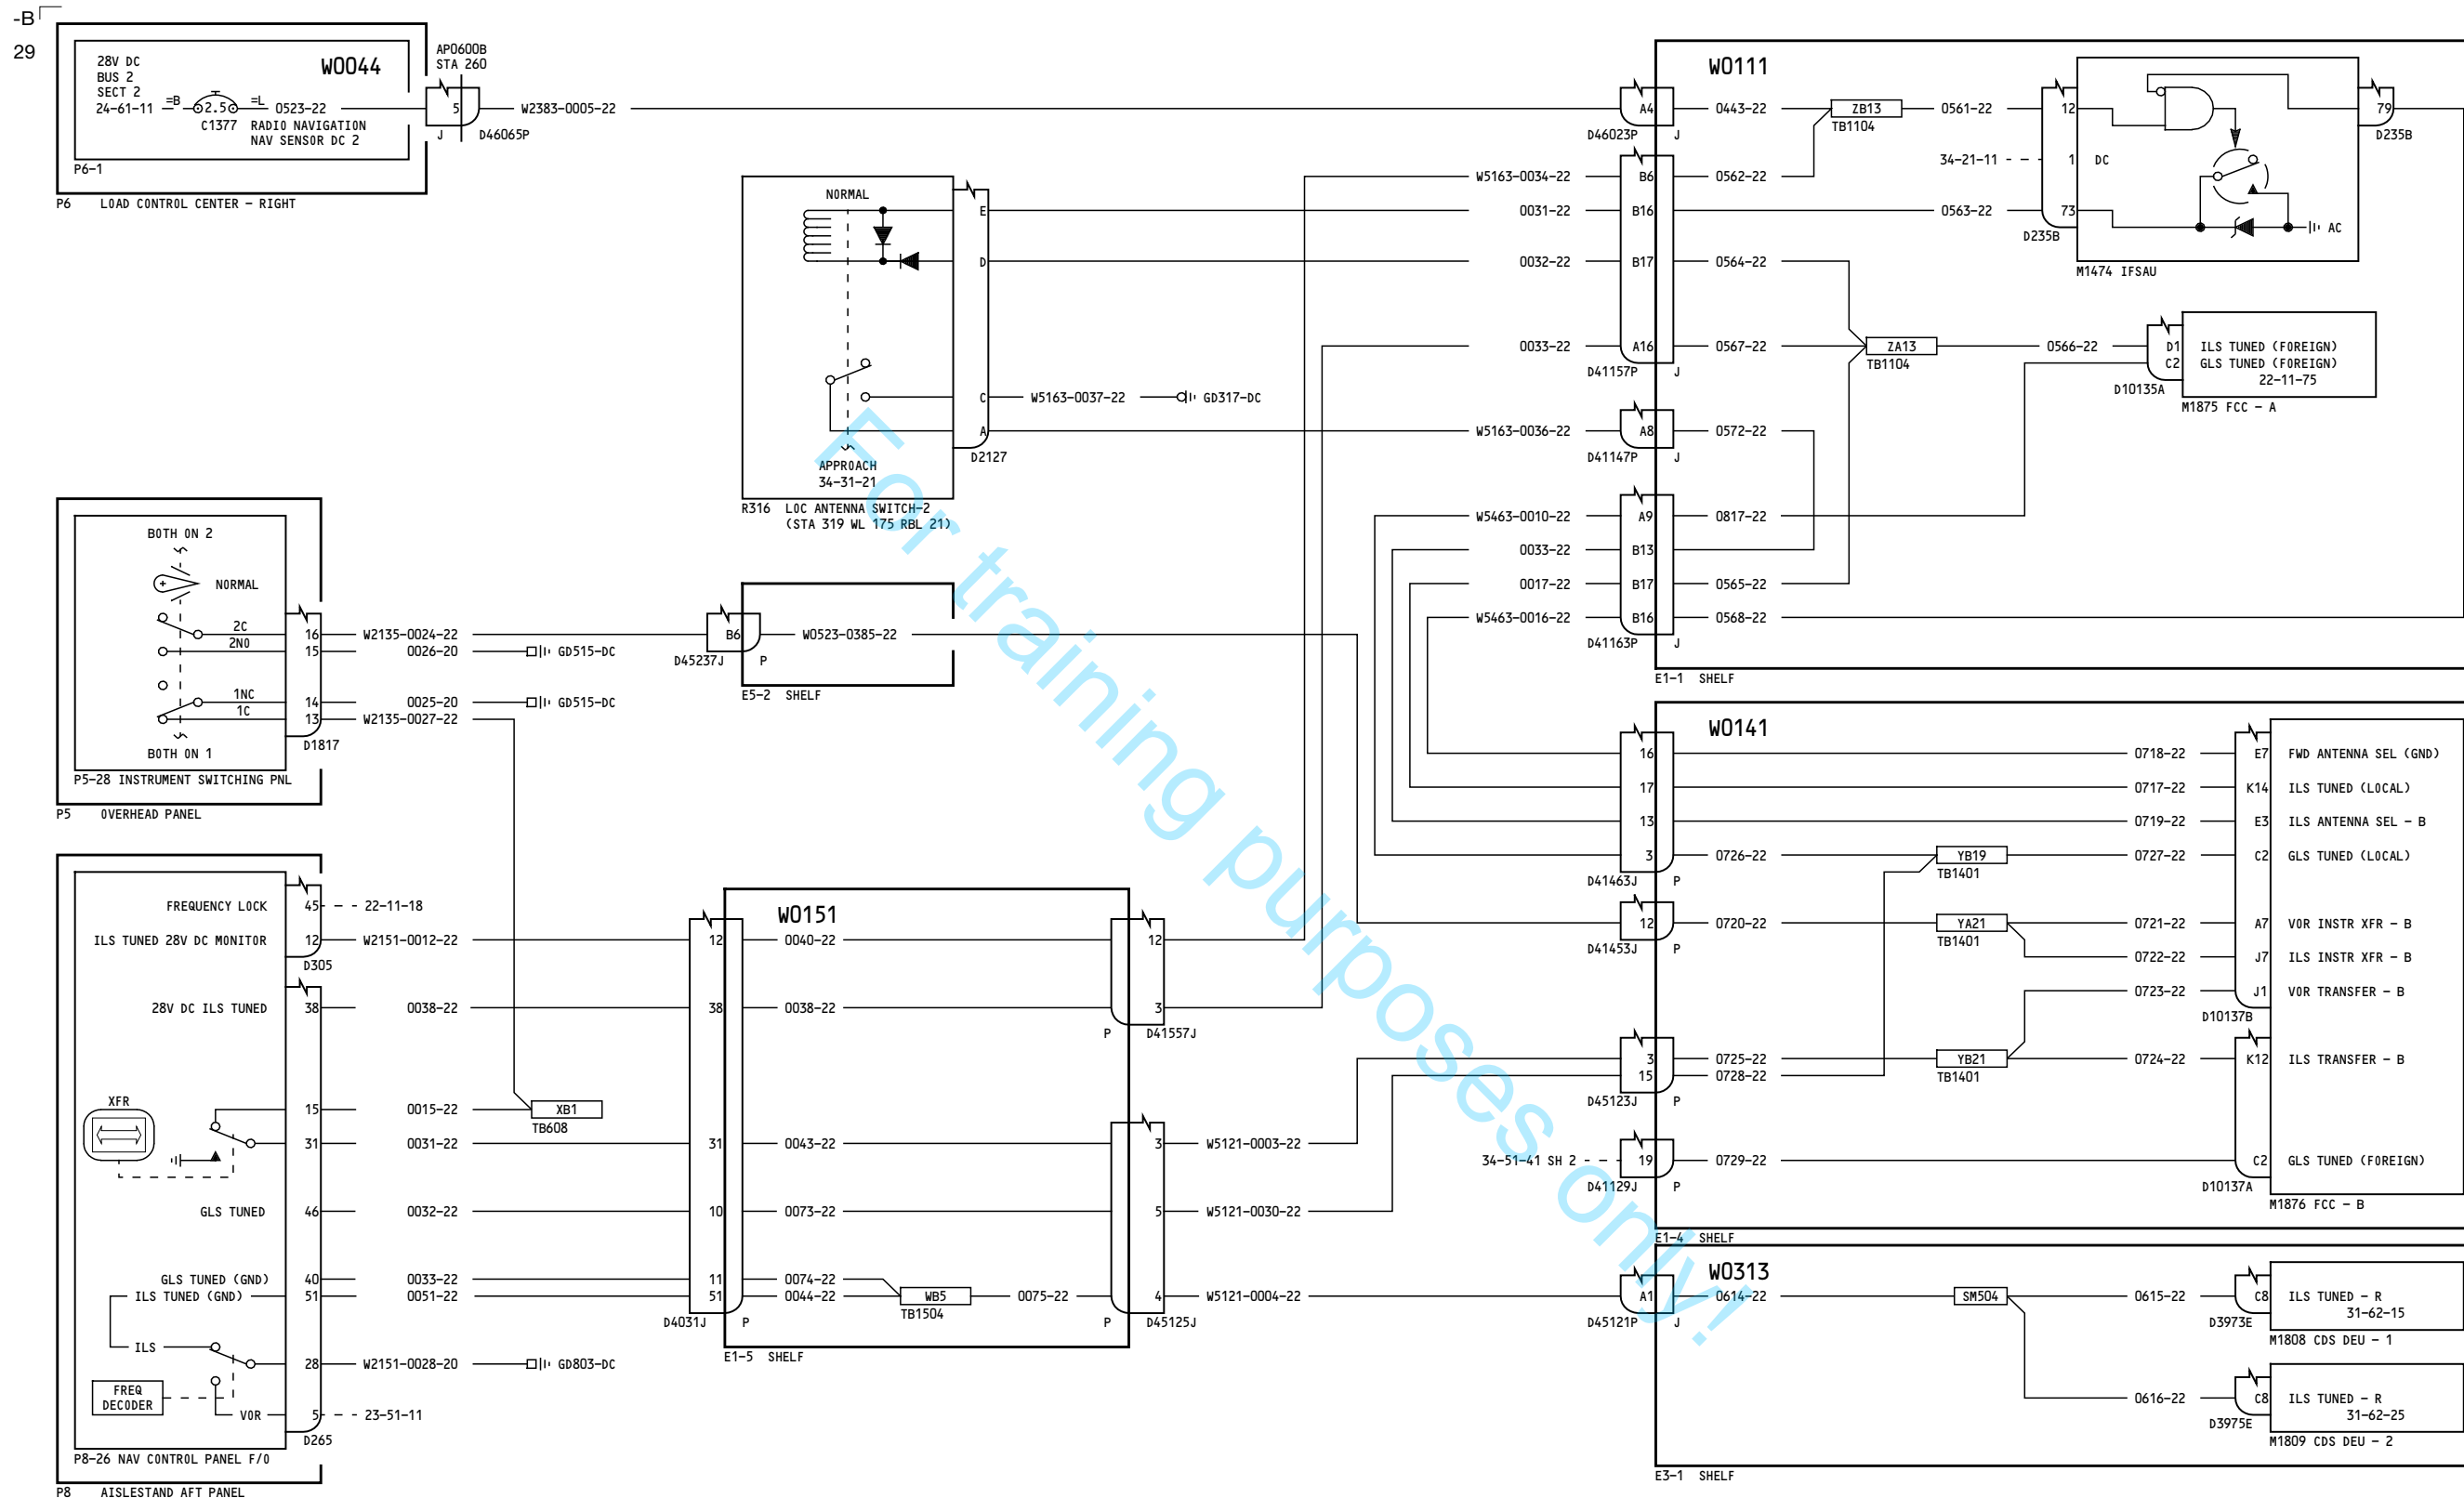 -B
29
28V DC
BUS 2
SECT 2
24-61-11
=B
2.5
=L
0523-22
C1377
RADIO NAVIGATION
NAV SENSOR DC 2
W0044
P6-1
P6 LOAD CONTROL CENTER - RIGHT
AP0600B
STA 260
5
J
D46065P
W2383-0005-22
NORMAL
E
D
C
A
APPROACH
34-31-21
D2127
R316 LOC ANTENNA SWITCH-2
(STA 319 WL 175 RBL 21)
W5163-0037-22
GD317-DC
A4
D46023P
J
W5163-0034-22
B6
0031-22
B16
0032-22
B17
0033-22
A16
D41157P
J
W5163-0036-22
A8
D41147P
J
W5463-0010-22
A9
0033-22
B13
0017-22
B17
W5463-0016-22
B16
D41163P
J
W0111
0443-22
ZB13
TB1104
0561-22
12
34-21-11
1
DC
0562-22
0563-22
73
D235B
79
D235B
AC
M1474 IFSAU
0564-22
0567-22
ZA13
TB1104
0566-22
D1
ILS TUNED (FOREIGN)
C2
GLS TUNED (FOREIGN)
22-11-75
D10135A
M1875 FCC - A
0572-22
0817-22
0565-22
0568-22
E1-1 SHELF
BOTH ON 2
NORMAL
2C
16
2NO
15
1NC
14
1C
13
BOTH ON 1
D1817
P5-28 INSTRUMENT SWITCHING PNL
P5 OVERHEAD PANEL
W2135-0024-22
0026-20
GD515-DC
0025-20
GD515-DC
W2135-0027-22
B6
D45237J
P
W0523-0385-22
E5-2 SHELF
W0141
16
0718-22
E7
FWD ANTENNA SEL (GND)
17
0717-22
K14
ILS TUNED (LOCAL)
13
0719-22
E3
ILS ANTENNA SEL - B
3
0726-22
YB19
TB1401
0727-22
C2
GLS TUNED (LOCAL)
D41463J
P
12
0720-22
YA21
TB1401
0721-22
A7
VOR INSTR XFR - B
D41453J
P
0722-22
J7
ILS INSTR XFR - B
0723-22
J1
VOR TRANSFER - B
D10137B
3
0725-22
YB21
TB1401
0724-22
K12
ILS TRANSFER - B
15
0728-22
D45123J
P
34-51-41 SH 2
19
0729-22
C2
GLS TUNED (FOREIGN)
D41129J
P
D10137A
M1876 FCC - B
E1-4 SHELF
FREQUENCY LOCK
45
22-11-18
ILS TUNED 28V DC MONITOR
12
W2151-0012-22
D305
28V DC ILS TUNED
38
0038-22
XFR
15
0015-22
XB1
TB608
31
0031-22
GLS TUNED
46
0032-22
GLS TUNED (GND)
40
0033-22
ILS TUNED (GND)
51
0051-22
ILS
28
W2151-0028-20
GD803-DC
FREQ
DECODER
VOR
5
23-51-11
D265
P8-26 NAV CONTROL PANEL F/O
P8 AISLESTAND AFT PANEL
W0151
12
0040-22
12
38
0038-22
3
P
D41557J
31
0043-22
3
W5121-0003-22
10
0073-22
5
W5121-0030-22
11
0074-22
51
0044-22
WB5
TB1504
0075-22
4
W5121-0004-22
D4031J
P
P
D45125J
E1-5 SHELF
W0313
A1
0614-22
SM504
0615-22
C8
ILS TUNED - R
31-62-15
D45121P
J
D3973E
M1808 CDS DEU - 1
0616-22
C8
ILS TUNED - R
31-62-25
D3975E
M1809 CDS DEU - 2
E3-1 SHELF
For training purposes only!